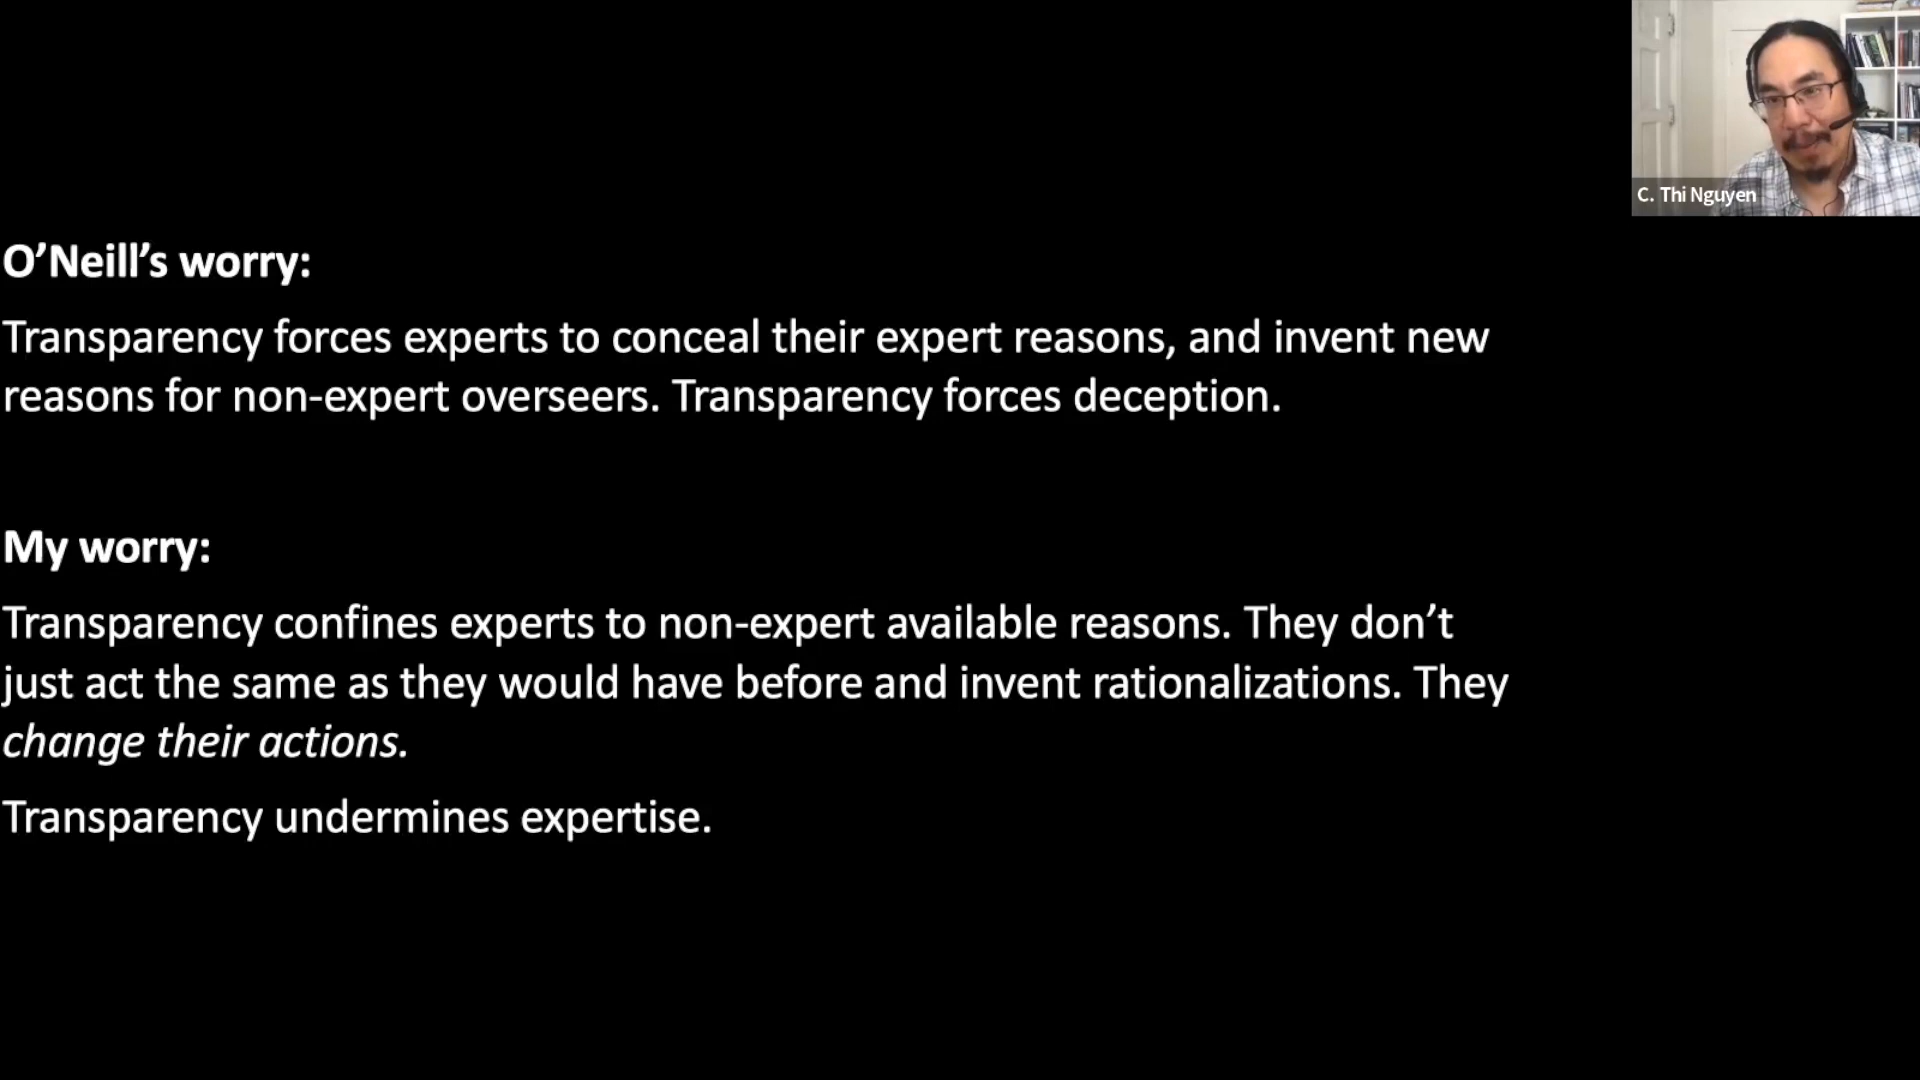 C. Thi Nguyen
O’Neill’s worry:
Transparency forces experts to conceal their expert reasons, and invent new
reasons for non-expert overseers. Transparency forces deception.
My worry:
Transparency confines experts to non-expert available reasons. They don’t
just act the same as they would have before and invent rationalizations. They
change their actions.
Transparency undermines expertise.